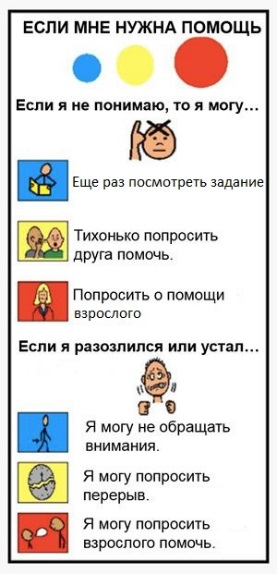 ЕСЛИ МНЕ НУЖНА ПОМОЩЬ
Если я не понимаю, то я могу...
Еще раз посмотреть задание
Тихонько попросить
друга помочь.
Попросить о помощи
взрослого
Если я разозлился или устал...
Я могу не обращать
внимания.
Я могу попросить
перерыв.
Я могу попросить
взрослого помочь.